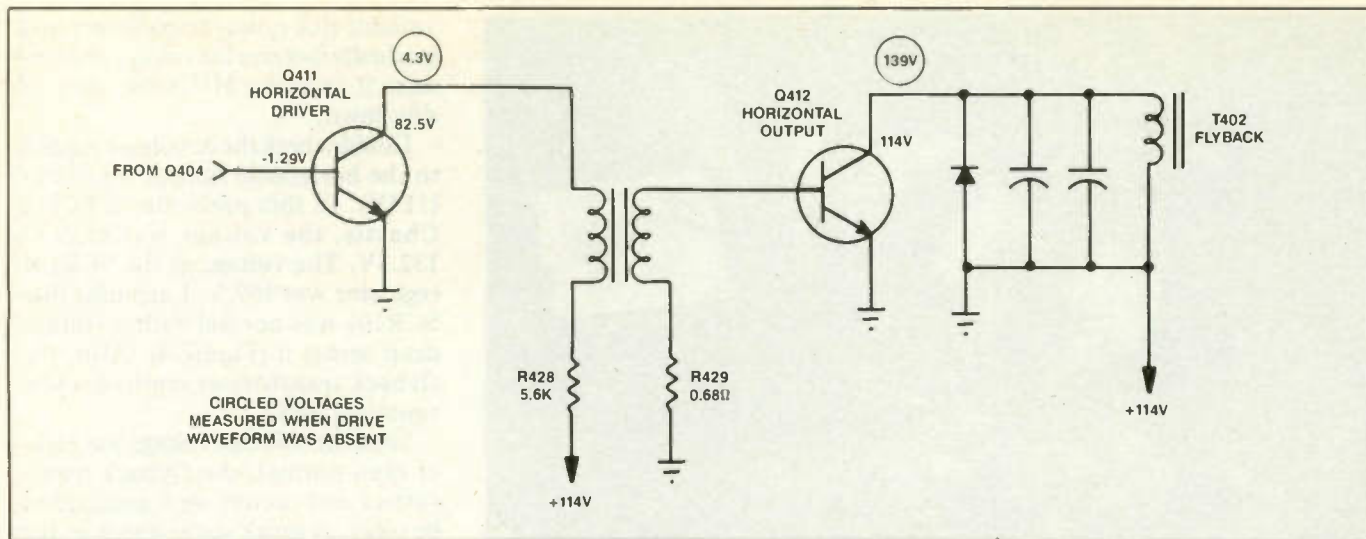 4.3V
Q411
HORIZONTAL
DRIVER
82.5V
-1.29V
FROM Q404
139V
Q412
HORIZONTAL
OUTPUT
114V
T402
FLYBACK
R428
5.6K
R429
0.68Ω
CIRCLED VOLTAGES
MEASURED WHEN DRIVE
WAVEFORM WAS ABSENT
+114V
+114V